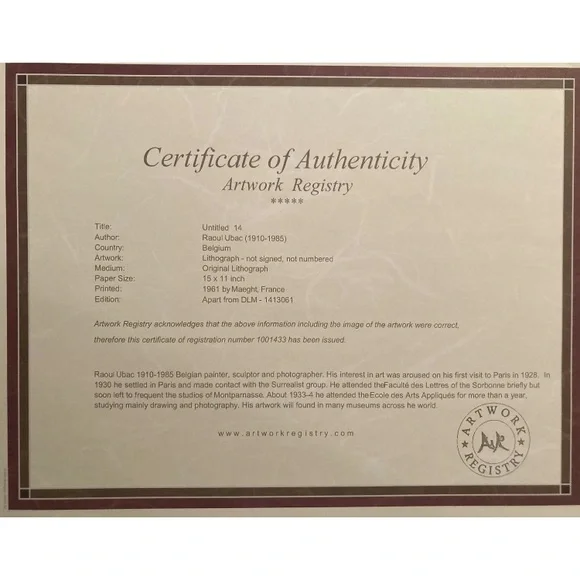 Certificate of Authenticity
Artwork Registry
*****
Title: Untitled 14
Author: Raoul Ubac (1910-1985)
Country: Belgium
Artwork: Lithograph - not signed, not numbered
Medium: Original Lithograph
Paper Size: 15 x 11 inch
Printed: 1961 by Maeght, France
Edition: Apart from DLM - 1413061
Artwork Registry acknowledges that the above information including the image of the artwork were correct,
therefore this certificate of registration number 1001433 has been issued.
Raoul Ubac 1910-1985 Belgian painter, sculptor and photographer. His interest in art was aroused on his first visit to Paris in 1928. In
1930 he settled in Paris and made contact with the Surrealist group. He attended theFaculté des Lettres of the Sorbonne briefly but
soon left to frequent the studios of Montparnasse. About 1933-4 he attended theEcole des Arts Appliqués for more than a year,
studying mainly drawing and photography. His artwork will found in many museums across he world.
www.artworkregistry.com
ARTWORK
AR
REGISTRY